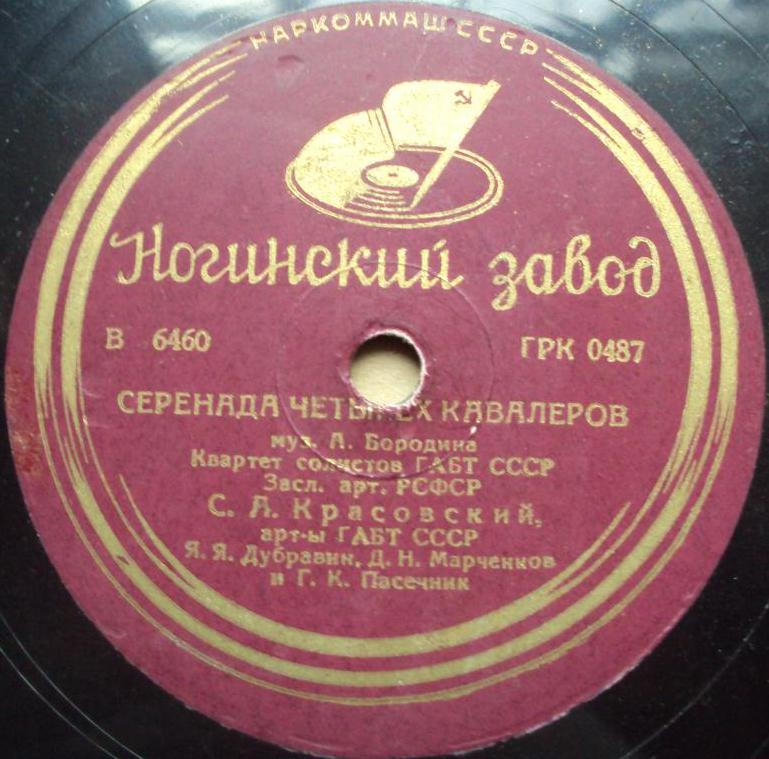 НАРКОММАШ СССР
Ногинский завод
В 6460 ГРК 0487
СЕРЕНАДА ЧЕТЫРЕХ КАВАЛЕРОВ
муз. А. Бородина
Квартет солистов ГАБТ СССР
Засл. арт. РСФСР
С. А. Красовский,
арт-ы ГАБТ СССР
Я. Я. Дубравин, Д. Н. Марченков
и Г. К. Пасечник